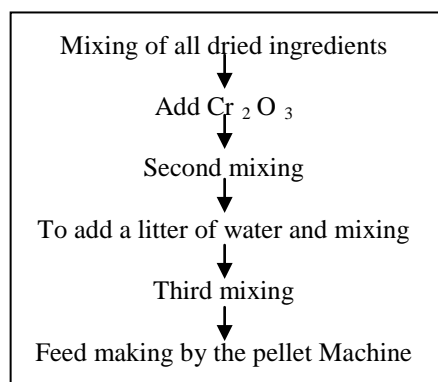 Mixing of all dried ingredients
Add Cr 2 O 3
Second mixing
To add a litter of water and mixing
Third mixing
Feed making by the pellet Machine